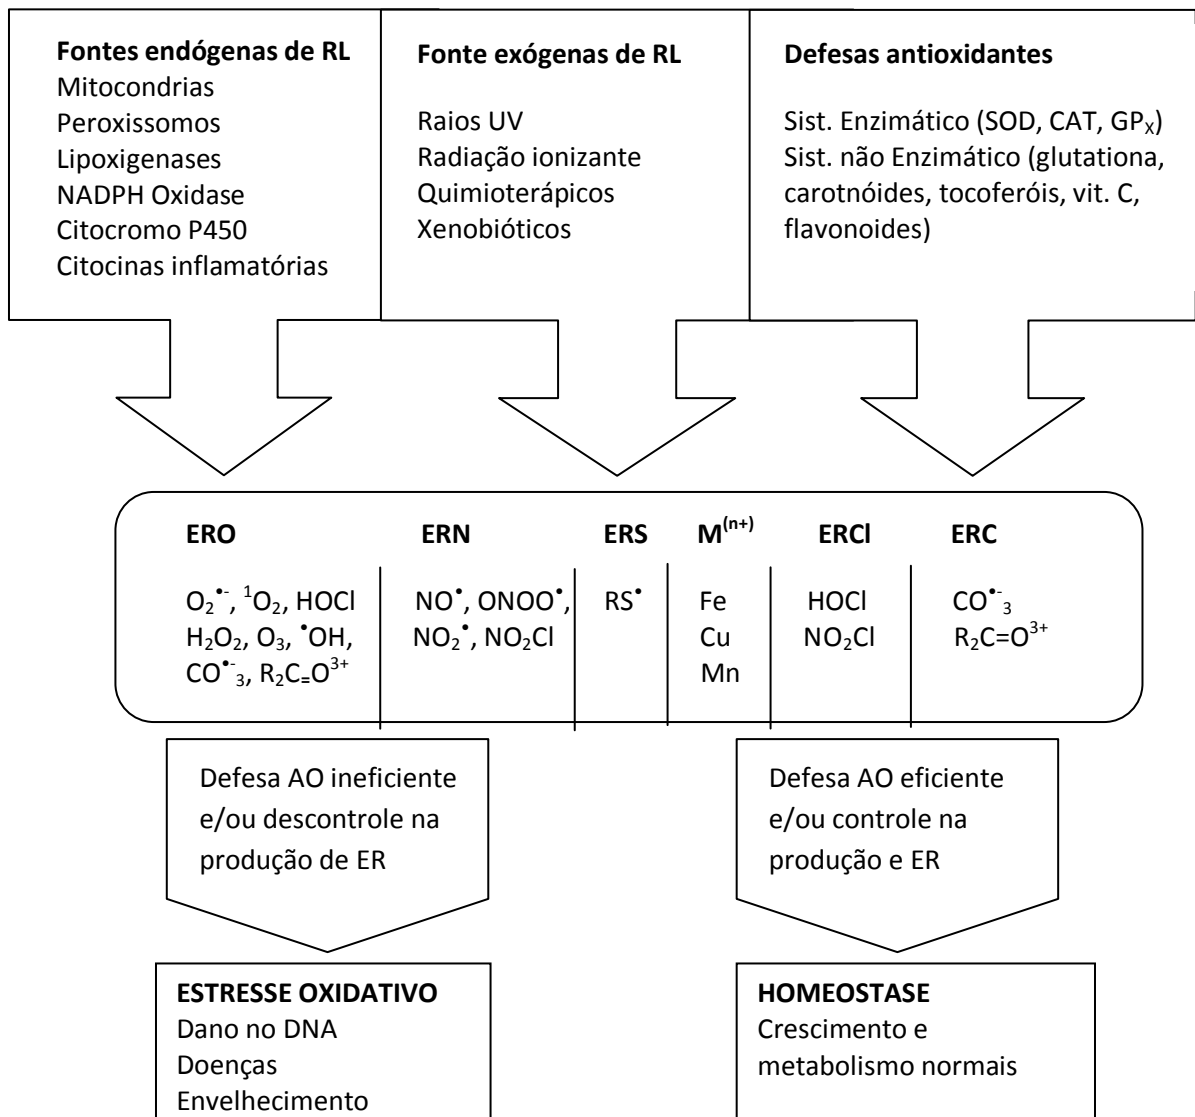 Fontes endógenas de RL
Mitocondrias
Peroxissomos
Lipoxigenases
NADPH Oxidase
Citocromo P450
Citocinas inflamatórias
Fonte exógenas de RL
Raios UV
Radiação ionizante
Quimioterápicos
Xenobióticos
Defesas antioxidantes
Sist. Enzimático (SOD, CAT, GPₓ)
Sist. não Enzimático (glutationa,
carotnóides, tocoferóis, vit. C,
flavonoides)
ERO
O₂•⁻, ¹O₂, HOCl
H₂O₂, O₃, •OH,
CO•⁻₃, R₂C=O³⁺
ERN
NO•, ONOO•,
NO₂•, NO₂Cl
ERS
RS•
M⁽ⁿ⁺⁾
Fe
Cu
Mn
ERCl
HOCl
NO₂Cl
ERC
CO•⁻₃
R₂C=O³⁺
Defesa AO ineficiente
e/ou descontrole na
produção de ER
Defesa AO eficiente
e/ou controle na
produção e ER
ESTRESSE OXIDATIVO
Dano no DNA
Doenças
Envelhecimento
HOMEOSTASE
Crescimento e
metabolismo normais